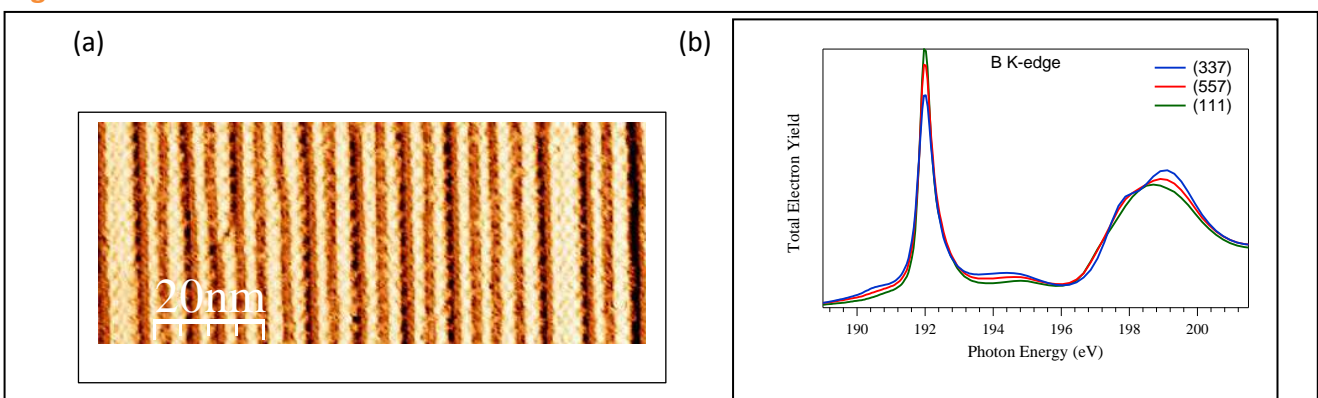 (a)
20nm
(b)
B K-edge
(337)
(557)
(111)
Total Electron Yield
190 192 194 196 198 200
Photon Energy (eV)